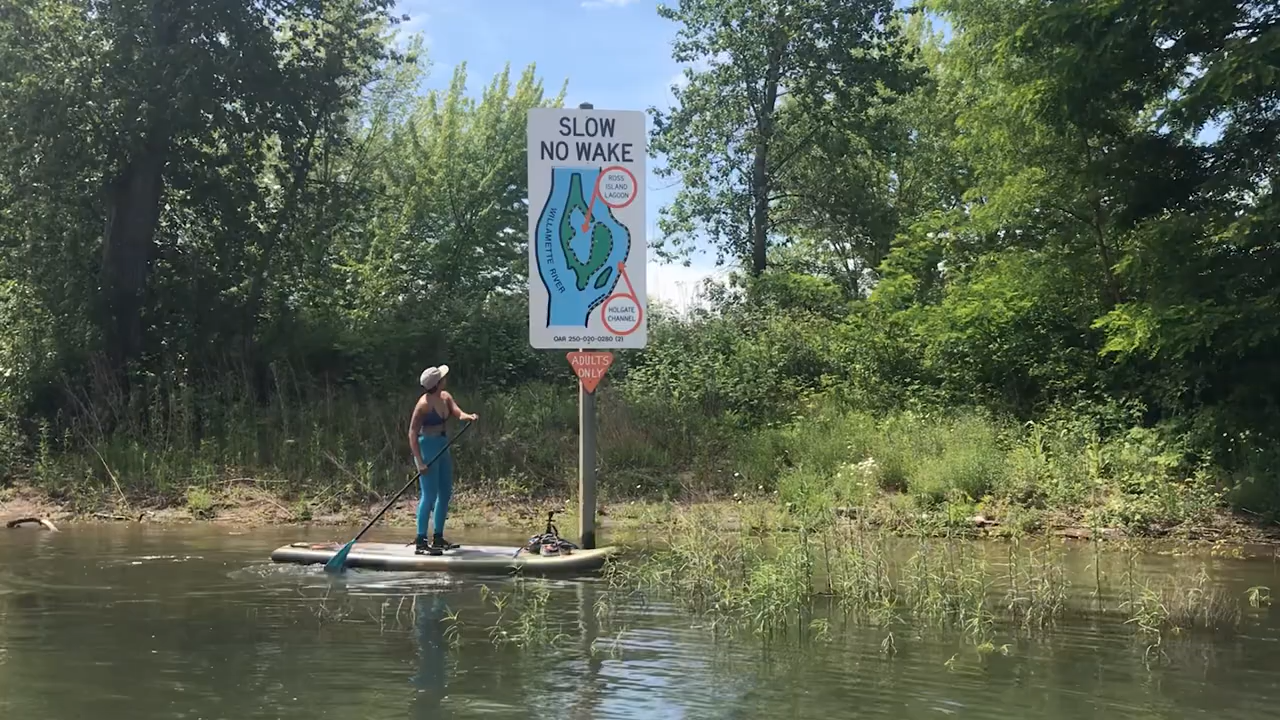 SLOW
NO WAKE
ROSS
ISLAND
LAGOON
WILLAMETTE RIVER
HOLGATE
CHANNEL
OAR 250-020-0280 (2)
ADULTS
ONLY